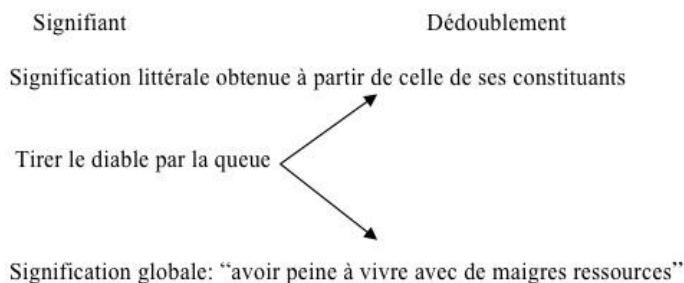 Signifiant Dédoublement
Signification littérale obtenue à partir de celle de ses constituants
Tirer le diable par la queue
Signification globale: “avoir peine à vivre avec de maigres ressources”